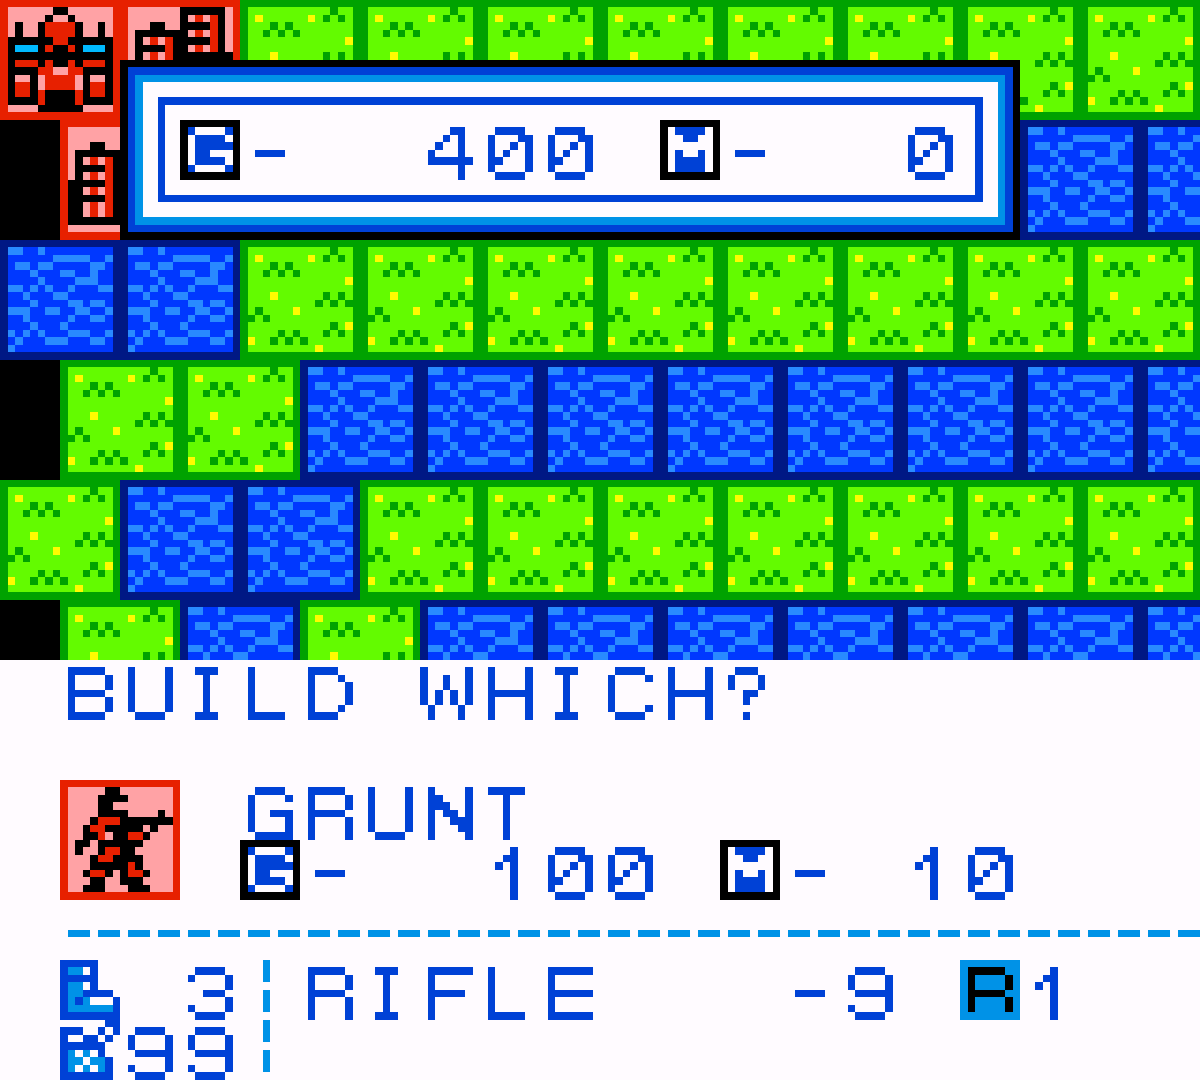 G- 400 M- 0
BUILD WHICH?
GRUNT
G- 100 M- 10
3 RIFLE -9 R1
99